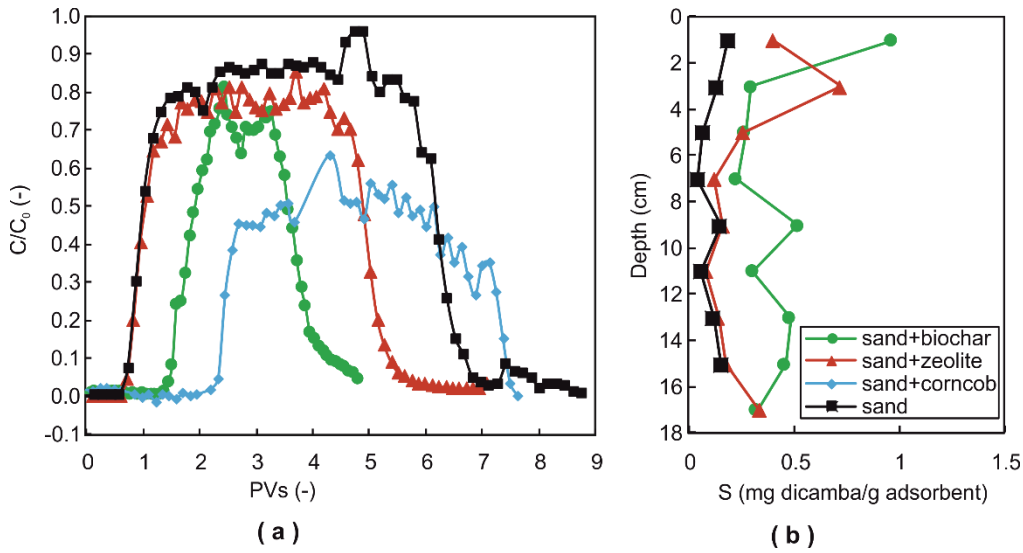 1.0
0.9
0.8
0.7
0.6
0.5
0.4
0.3
0.2
0.1
0.0
-0.1
C/C0 (-)
0 1 2 3 4 5 6 7 8 9
PVs (-)
( a )
0
2
4
6
8
10
12
14
16
18
Depth (cm)
sand+biochar
sand+zeolite
sand+corncob
sand
0 0.5 1 1.5
S (mg dicamba/g adsorbent)
( b )